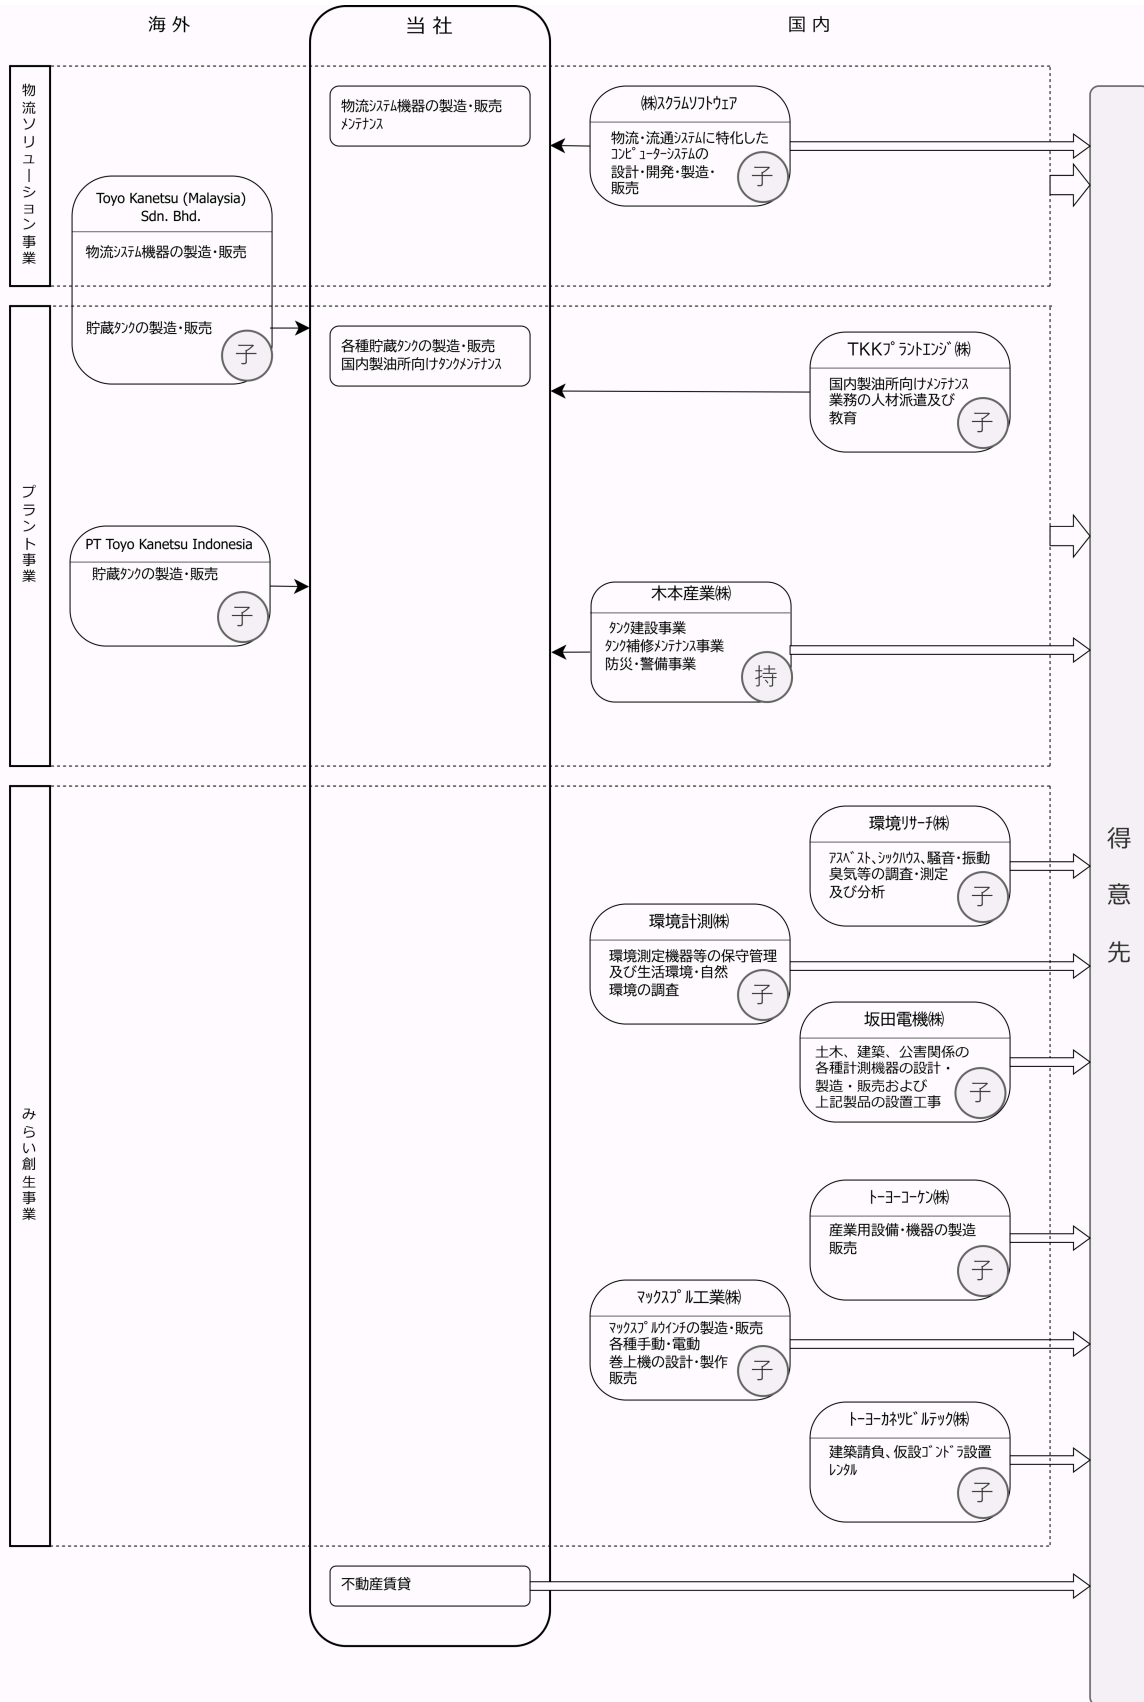 海 外
当 社
国 内
物流ソリューション事業
物流ｼｽﾃﾑ機器の製造･販売
ﾒﾝﾃﾅﾝｽ
㈱ｽｸﾗﾑｿﾌﾄｳｪｱ
物流･流通ｼｽﾃﾑに特化した
ｺﾝﾋﾟｭｰﾀｰｼｽﾃﾑの
設計･開発･製造･
販売
子
Toyo Kanetsu (Malaysia)
Sdn. Bhd.
物流ｼｽﾃﾑ機器の製造･販売
貯蔵ﾀﾝｸの製造･販売
子
プラント事業
各種貯蔵ﾀﾝｸの製造･販売
国内製油所向けﾀﾝｸﾒﾝﾃﾅﾝｽ
TKKﾌﾟﾗﾝﾄｴﾝｼﾞ㈱
国内製油所向けﾒﾝﾃﾅﾝｽ
業務の人材派遣及び
教育
子
PT Toyo Kanetsu Indonesia
貯蔵ﾀﾝｸの製造･販売
子
木本産業㈱
ﾀﾝｸ建設事業
ﾀﾝｸ補修ﾒﾝﾃﾅﾝｽ事業
防災･警備事業
持
みらい創生事業
環境ﾘｻｰﾁ㈱
ｱｽﾍﾞｽﾄ､ｼｯｸﾊｳｽ､騒音･振動
臭気等の調査･測定
及び分析
子
環境計測㈱
環境測定機器等の保守管理
及び生活環境･自然
環境の調査
子
坂田電機㈱
土木、建築、公害関係の
各種計測機器の設計・
製造・販売および
上記製品の設置工事
子
ﾄｰﾖｰｺｰｹﾝ㈱
産業用設備･機器の製造
販売
子
ﾏｯｸｽﾌﾟﾙ工業㈱
ﾏｯｸｽﾌﾟﾙｳｲﾝﾁの製造･販売
各種手動･電動
巻上機の設計･製作
販売
子
ﾄｰﾖｰｶﾈﾂﾋﾞﾙﾃｯｸ㈱
建築請負､仮設ｺﾞﾝﾄﾞﾗ設置
ﾚﾝﾀﾙ
子
不動産賃貸
得意先